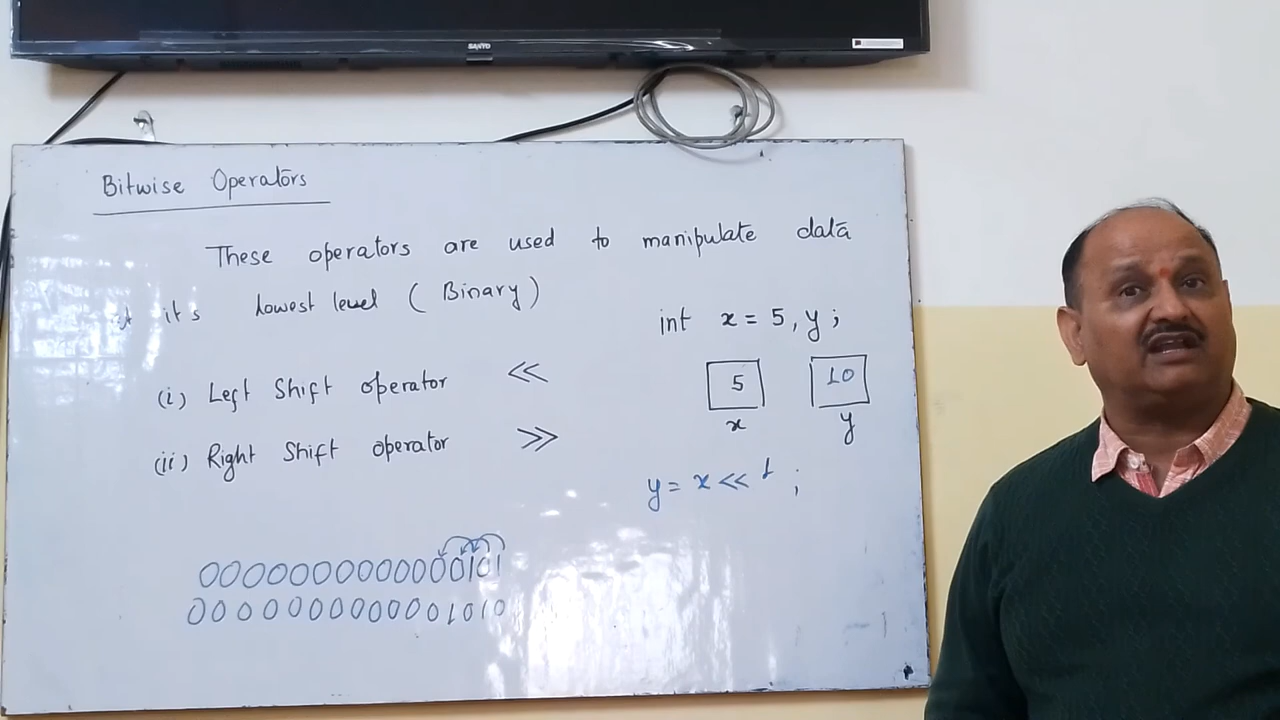 SANYO
Bitwise Operators
These operators are used to manipulate data
it's lowest level (Binary)
int x = 5, y ;
(i) Left Shift operator <<
5 10
x y
(ii) Right Shift operator >>
y = x << 1 ;
0000000000000101
0000000000001010